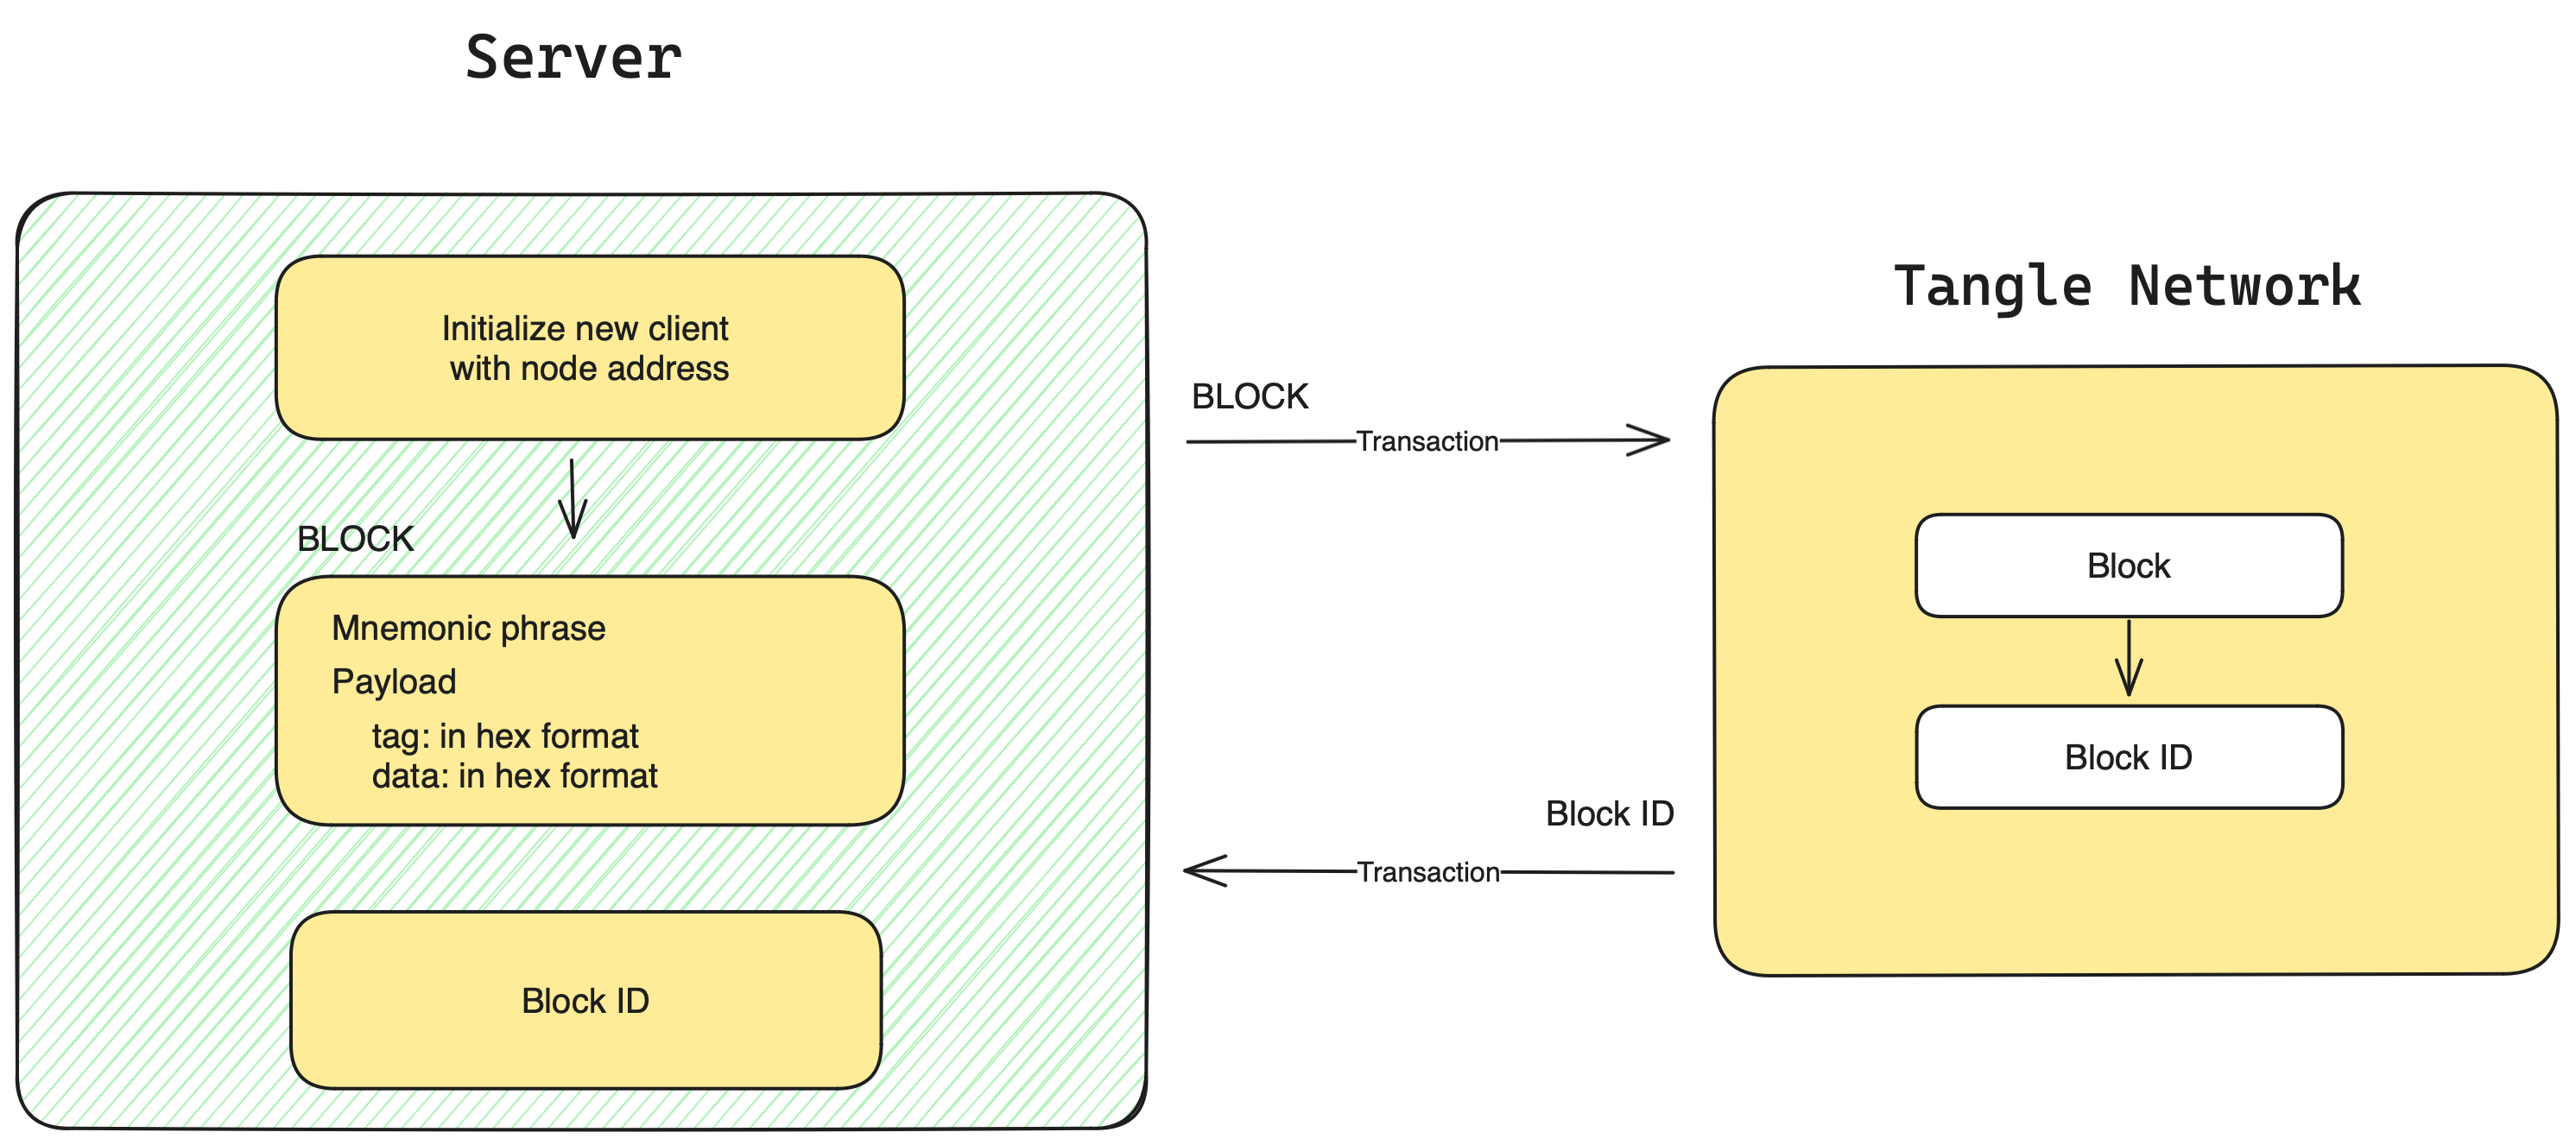 Server
Initialize new client
with node address
BLOCK
Mnemonic phrase
Payload
tag: in hex format
data: in hex format
Block ID
BLOCK
Transaction
Block ID
Transaction
Tangle Network
Block
Block ID